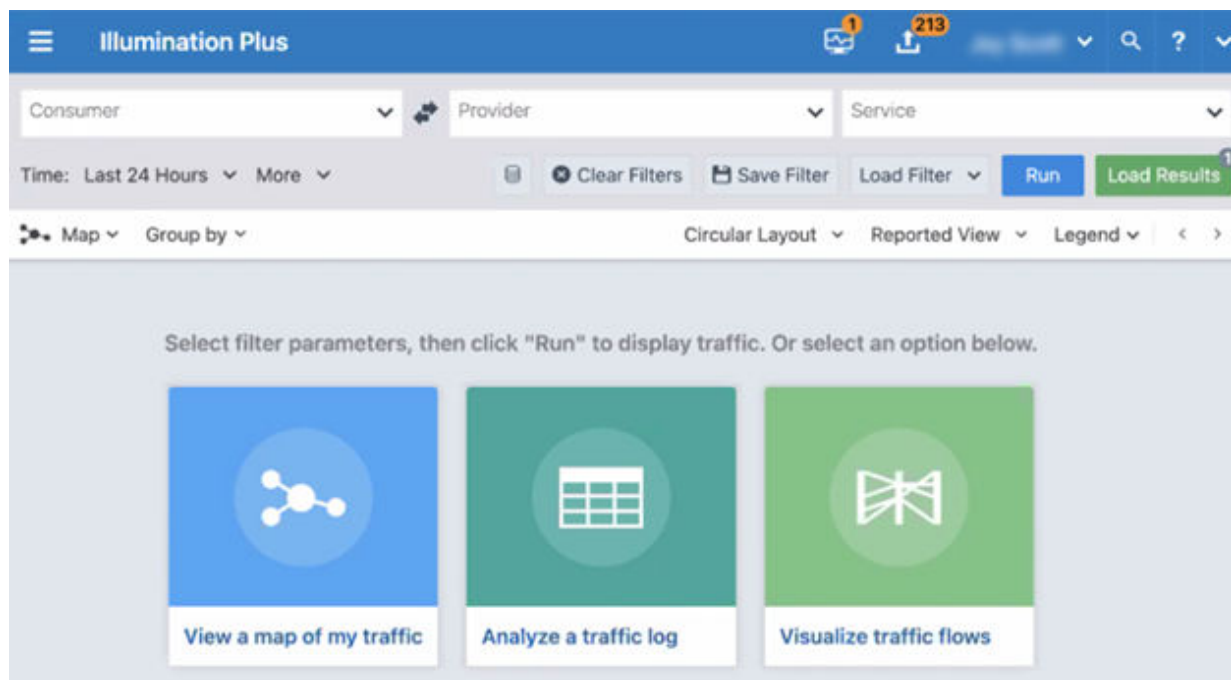 Illumination Plus 1 213 ?
Consumer Provider Service
Time: Last 24 Hours More Clear Filters Save Filter Load Filter Run Load Results 1
Map Group by Circular Layout Reported View Legend < >
Select filter parameters, then click "Run" to display traffic. Or select an option below.
View a map of my traffic Analyze a traffic log Visualize traffic flows